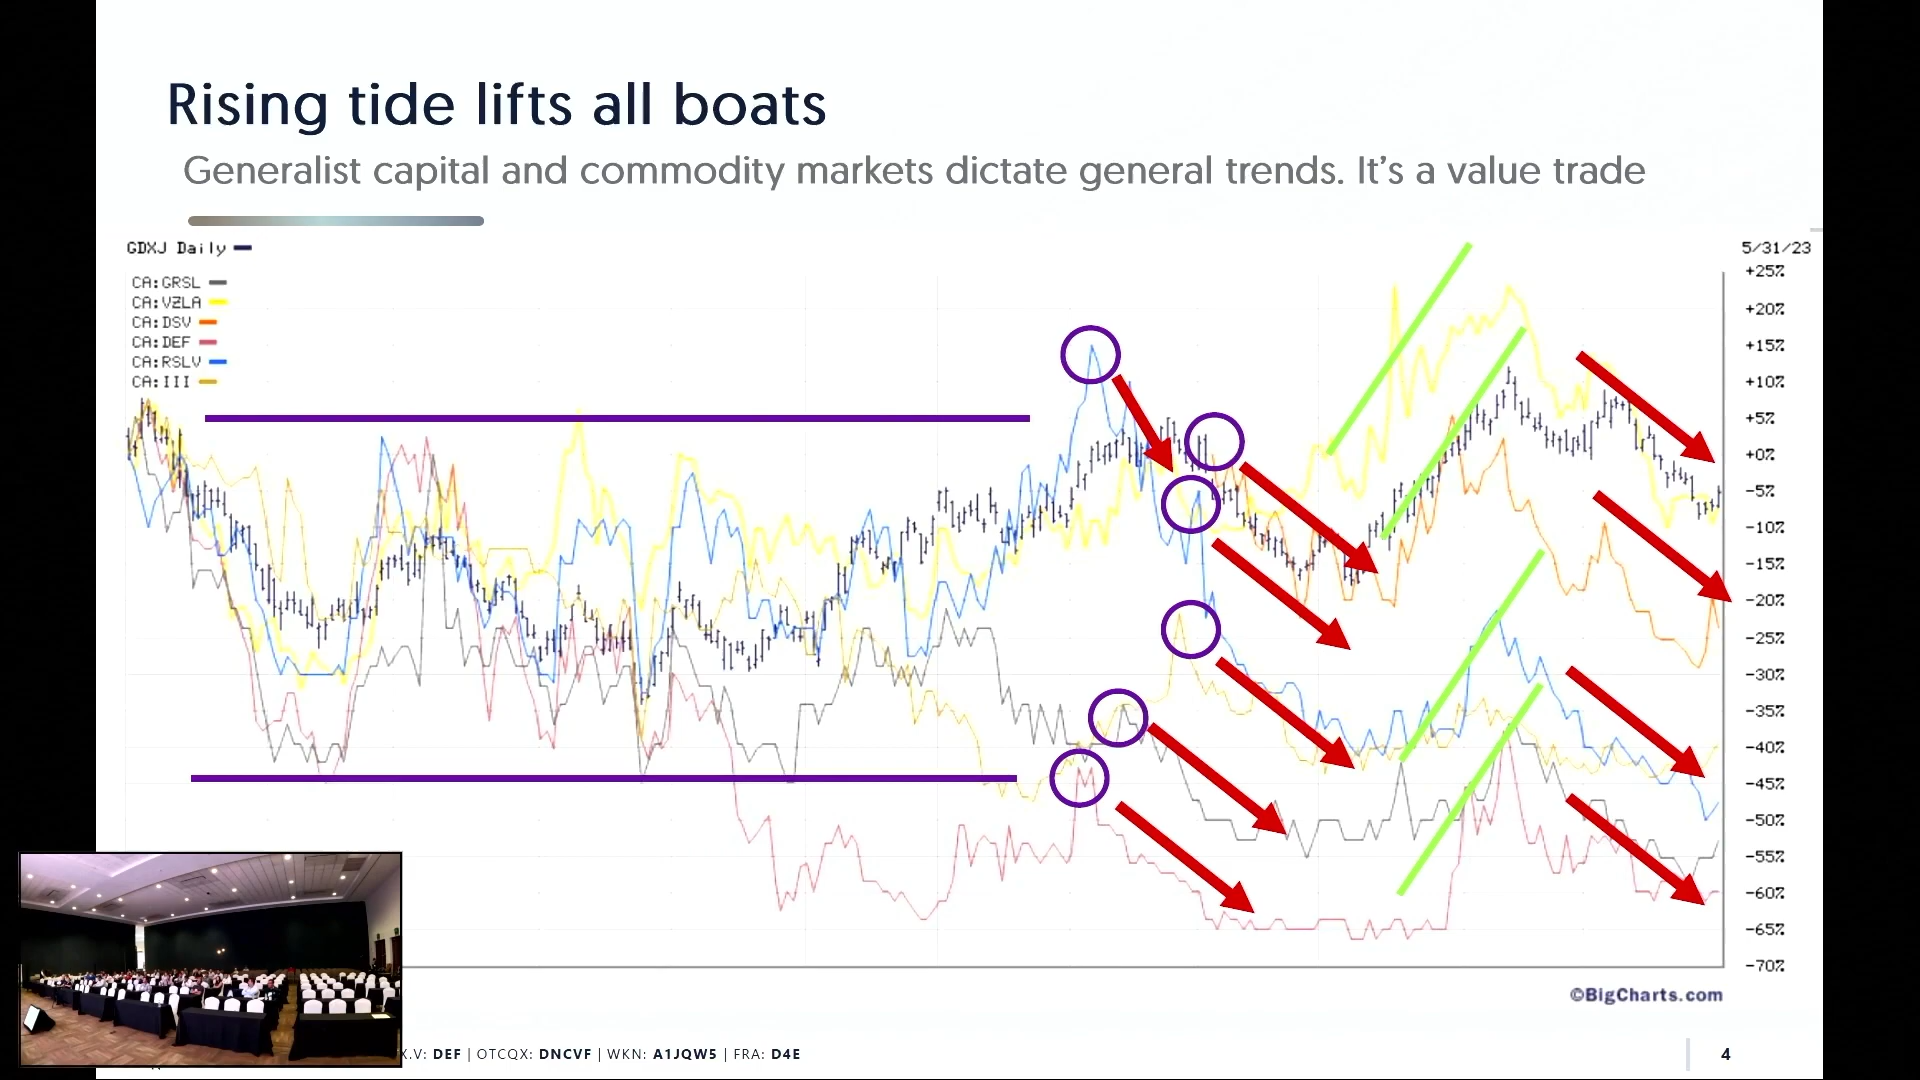 Rising tide lifts all boats
Generalist capital and commodity markets dictate general trends. It's a value trade
GDXJ Daily
5/31/23
CA:GRSL
CA:VZLA
CA:DSV
CA:DEF
CA:RSLV
CA:III
+25%
+20%
+15%
+10%
+5%
+0%
-5%
-10%
-15%
-20%
-25%
-30%
-35%
-40%
-45%
-50%
-55%
-60%
-65%
-70%
©BigCharts.com
X.V: DEF | OTCQX: DNCVF | WKN: A1JQW5 | FRA: D4E
4